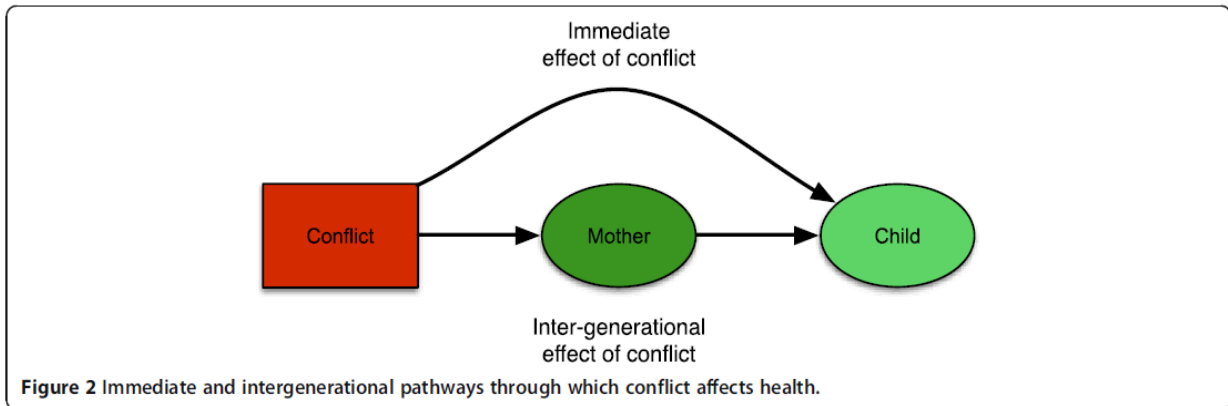 Immediate
effect of conflict
Conflict
Mother
Child
Inter-generational
effect of conflict
Figure 2 Immediate and intergenerational pathways through which conflict affects health.